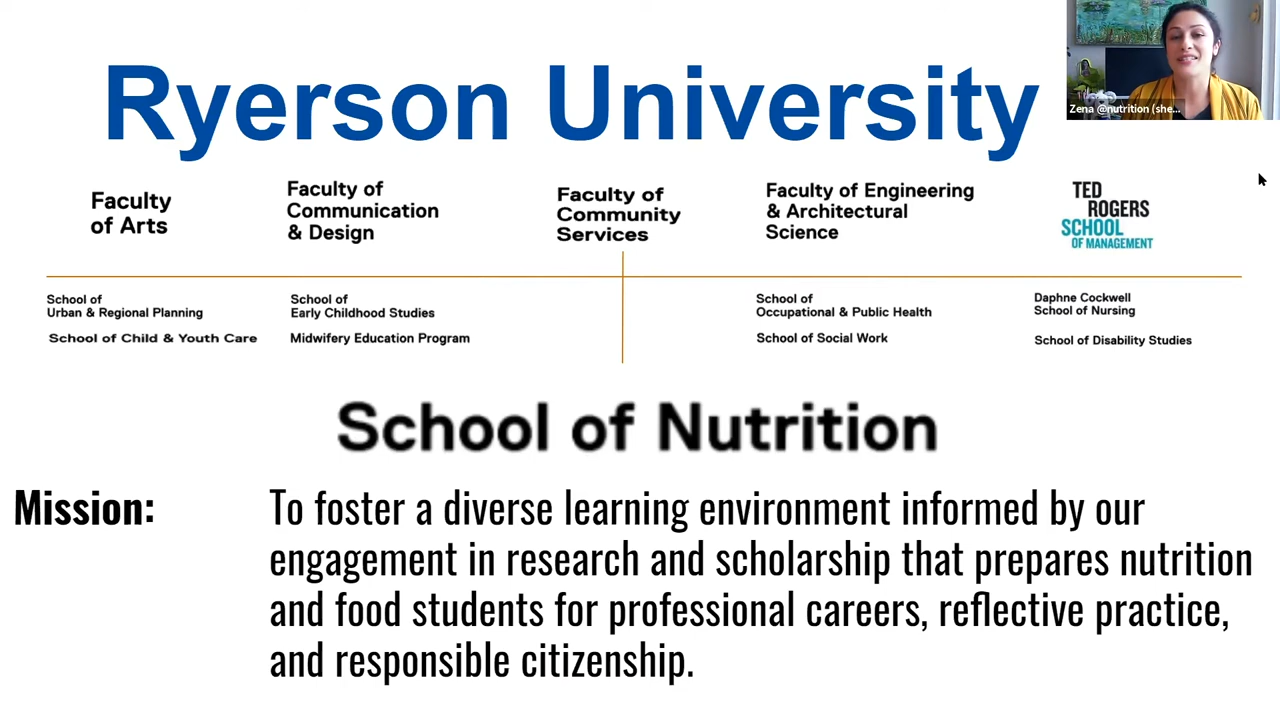 Ryerson University
Zena @nutrition (she...
Faculty
of Arts
Faculty of
Communication
& Design
Faculty of
Community
Services
Faculty of Engineering
& Architectural
Science
TED
ROGERS
SCHOOL
OF MANAGEMENT
School of
Urban & Regional Planning
School of Child & Youth Care
School of
Early Childhood Studies
Midwifery Education Program
School of
Occupational & Public Health
School of Social Work
Daphne Cockwell
School of Nursing
School of Disability Studies
School of Nutrition
Mission:
To foster a diverse learning environment informed by our
engagement in research and scholarship that prepares nutrition
and food students for professional careers, reflective practice,
and responsible citizenship.